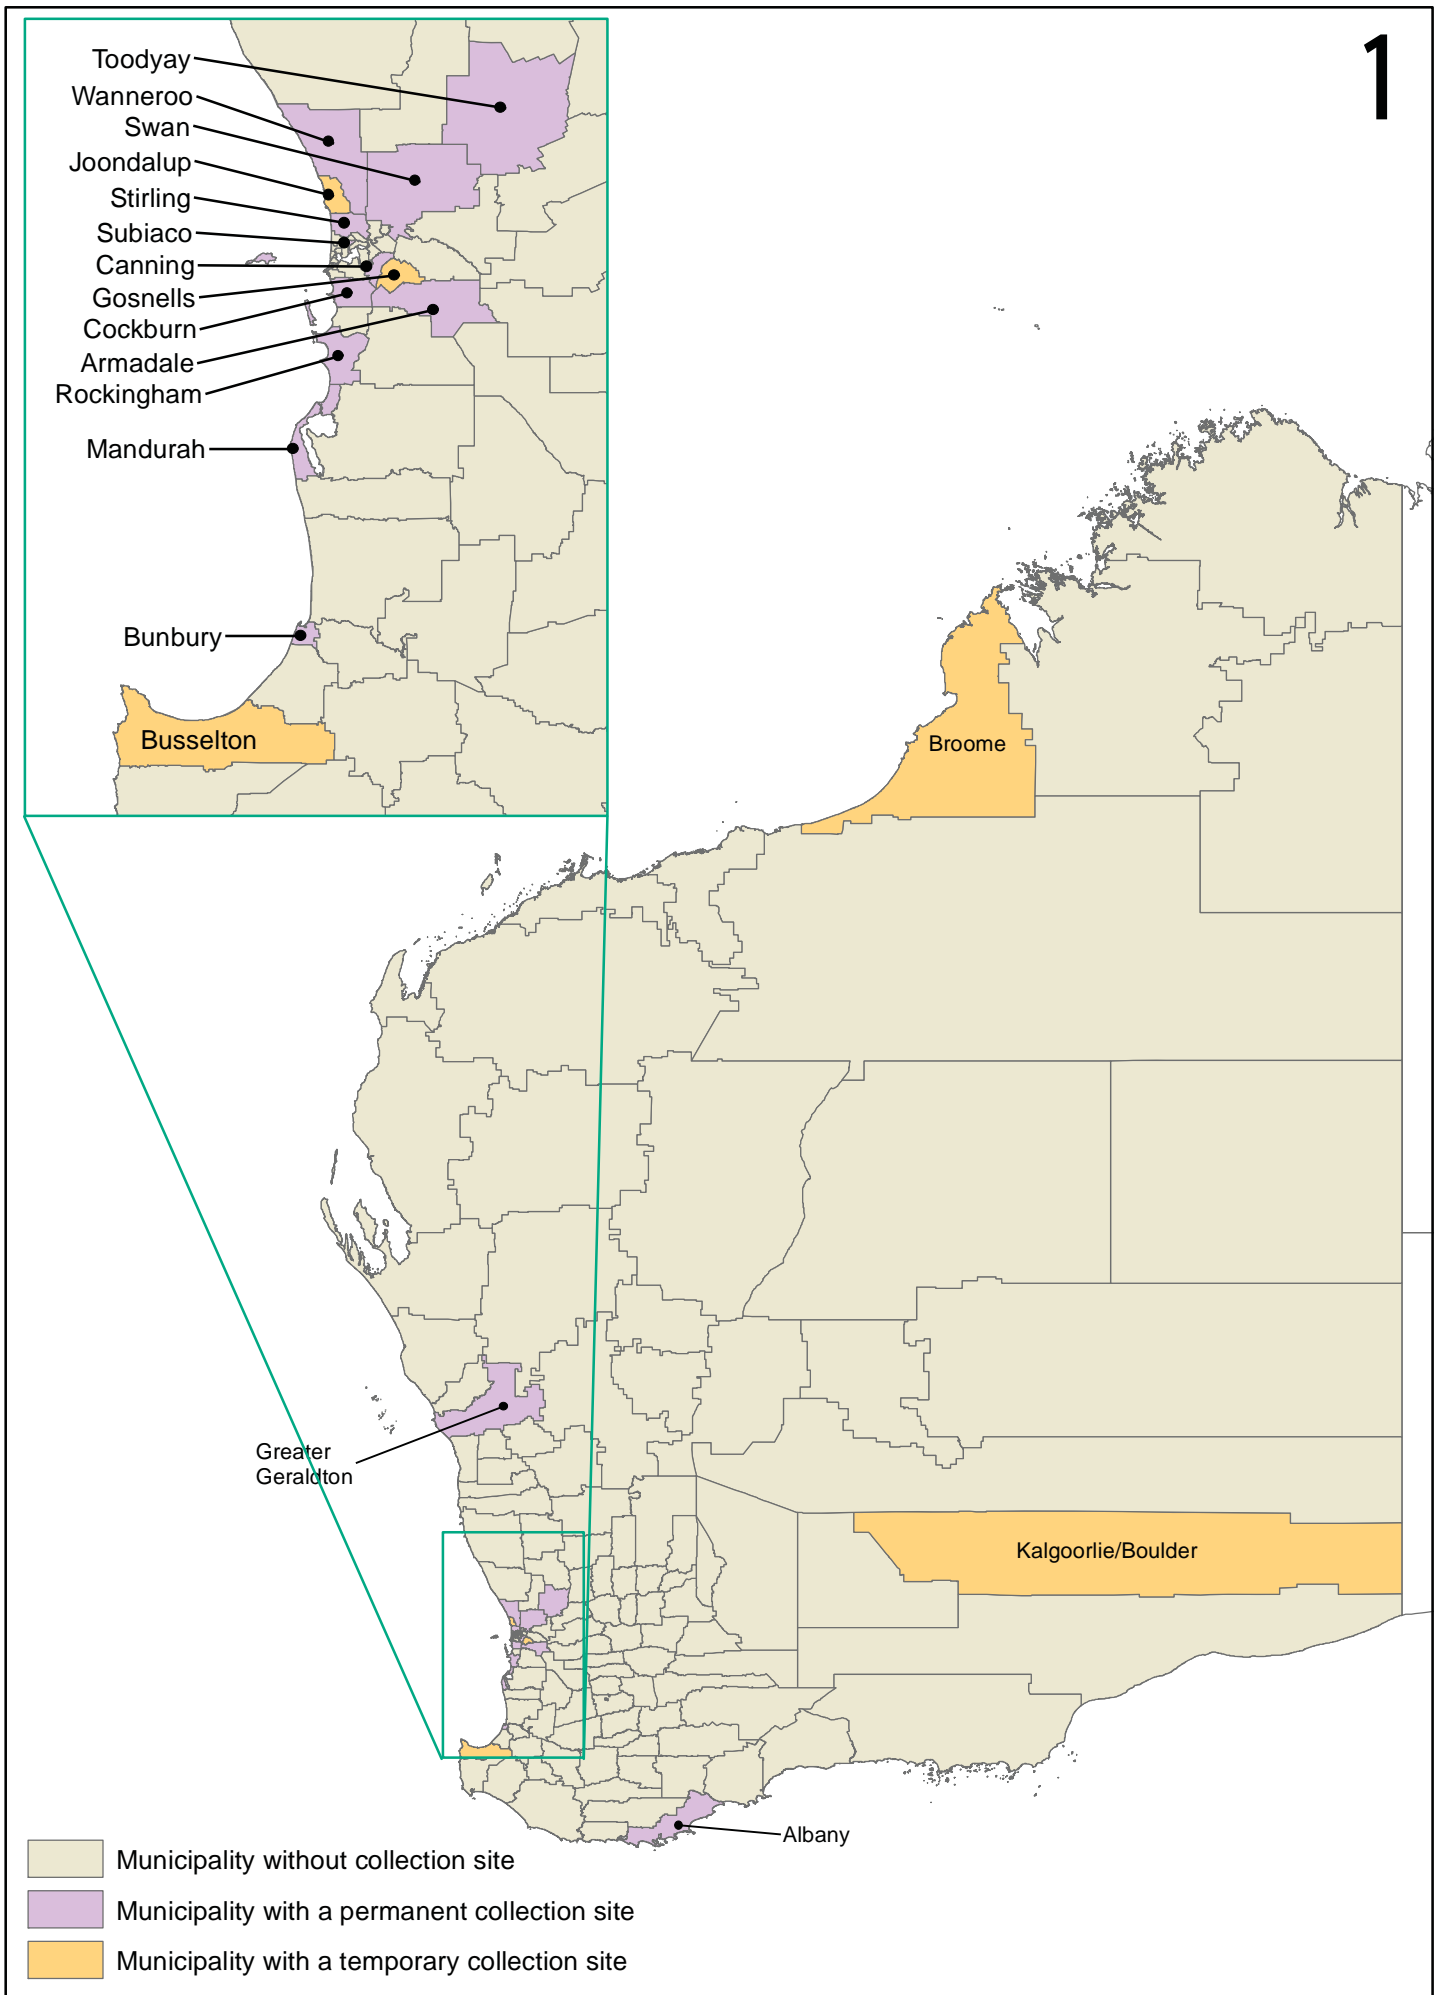 1
Toodyay
Wanneroo
Swan
Joondalup
Stirling
Subiaco
Canning
Gosnells
Cockburn
Armadale
Rockingham
Mandurah
Bunbury
Busselton
Broome
Greater
Geraldton
Kalgoorlie/Boulder
Albany
Municipality without collection site
Municipality with a permanent collection site
Municipality with a temporary collection site